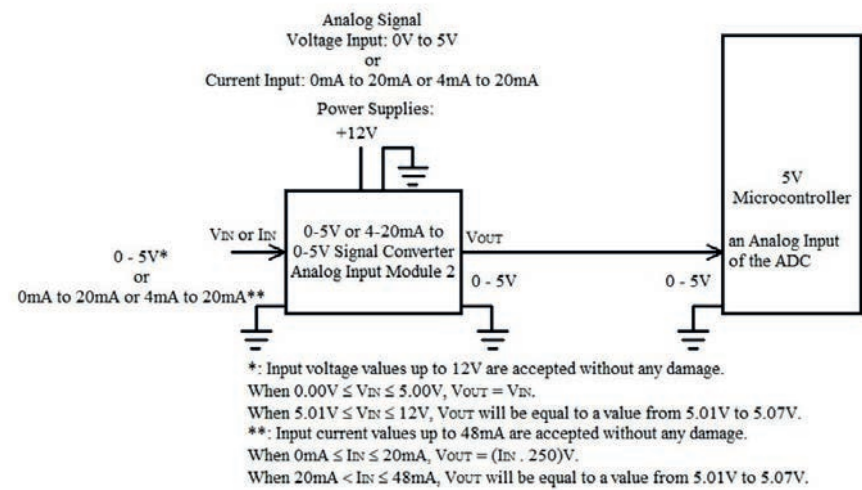 Analog Signal
Voltage Input: 0V to 5V
or
Current Input: 0mA to 20mA or 4mA to 20mA
Power Supplies:
+12V
VIN or IIN
0 - 5V*
or
0mA to 20mA or 4mA to 20mA**
0-5V or 4-20mA to
0-5V Signal Converter
Analog Input Module 2
VOUT
0 - 5V
0 - 5V
5V
Microcontroller
an Analog Input
of the ADC
*: Input voltage values up to 12V are accepted without any damage.
When 0.00V ≤ VIN ≤ 5.00V, VOUT = VIN.
When 5.01V ≤ VIN ≤ 12V, VOUT will be equal to a value from 5.01V to 5.07V.
**: Input current values up to 48mA are accepted without any damage.
When 0mA ≤ IIN ≤ 20mA, VOUT = (IIN . 250)V.
When 20mA < IIN ≤ 48mA, VOUT will be equal to a value from 5.01V to 5.07V.